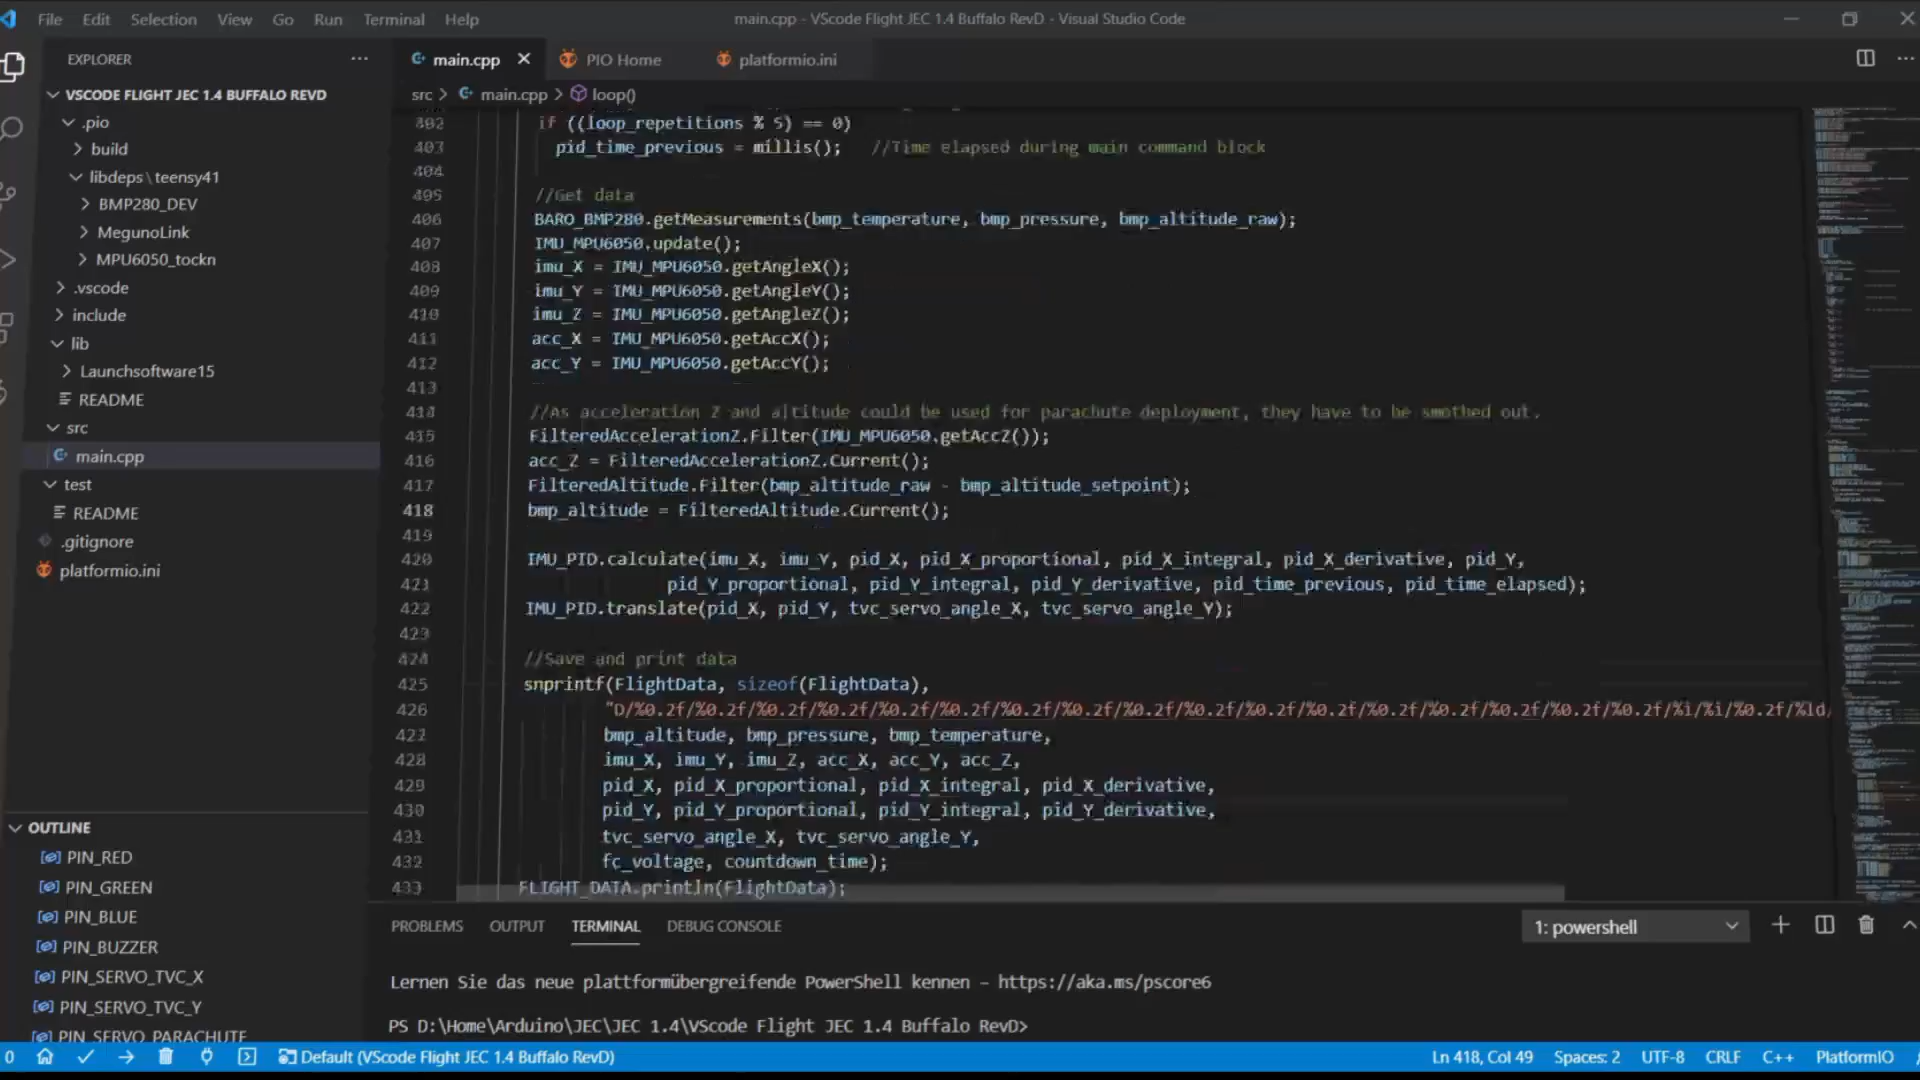 File Edit Selection View Go Run Terminal Help
main.cpp - VScode Flight JEC 1.4 Buffalo RevD - Visual Studio Code
EXPLORER
VSCODE FLIGHT JEC 1.4 BUFFALO REVD
.pio
build
libdeps\teensy41
BMP280_DEV
MegunoLink
MPU6050_tockn
.vscode
include
lib
Launchsoftware15
README
src
main.cpp
test
README
.gitignore
platformio.ini
OUTLINE
PIN_RED
PIN_GREEN
PIN_BLUE
PIN_BUZZER
PIN_SERVO_TVC_X
PIN_SERVO_TVC_Y
PIN_SERVO_PARACHUTE
main.cpp PIO Home platformio.ini
src > main.cpp > loop()
402 if ((loop_repetitions % 5) == 0)
403 pid_time_previous = millis(); //Time elapsed during main command block
404
405 //Get data
406 BARO_BMP280.getMeasurements(bmp_temperature, bmp_pressure, bmp_altitude_raw);
407 IMU_MPU6050.update();
408 imu_X = IMU_MPU6050.getAngleX();
409 imu_Y = IMU_MPU6050.getAngleY();
410 imu_Z = IMU_MPU6050.getAngleZ();
411 acc_X = IMU_MPU6050.getAccX();
412 acc_Y = IMU_MPU6050.getAccY();
413
414 //As acceleration Z and altitude could be used for parachute deployment, they have to be smothed out.
415 FilteredAccelerationZ.Filter(IMU_MPU6050.getAccZ());
416 acc_Z = FilteredAccelerationZ.Current();
417 FilteredAltitude.Filter(bmp_altitude_raw - bmp_altitude_setpoint);
418 bmp_altitude = FilteredAltitude.Current();
419
420 IMU_PID.calculate(imu_X, imu_Y, pid_X, pid_X_proportional, pid_X_integral, pid_X_derivative, pid_Y,
421 pid_Y_proportional, pid_Y_integral, pid_Y_derivative, pid_time_previous, pid_time_elapsed);
422 IMU_PID.translate(pid_X, pid_Y, tvc_servo_angle_X, tvc_servo_angle_Y);
423
424 //Save and print data
425 snprintf(FlightData, sizeof(FlightData),
426 "D/%0.2f/%0.2f/%0.2f/%0.2f/%0.2f/%0.2f/%0.2f/%0.2f/%0.2f/%0.2f/%0.2f/%0.2f/%0.2f/%0.2f/%0.2f/%0.2f/%0.2f/%i/%i/%0.2f/%ld/
427 bmp_altitude, bmp_pressure, bmp_temperature,
428 imu_X, imu_Y, imu_Z, acc_X, acc_Y, acc_Z,
429 pid_X, pid_X_proportional, pid_X_integral, pid_X_derivative,
430 pid_Y, pid_Y_proportional, pid_Y_integral, pid_Y_derivative,
431 tvc_servo_angle_X, tvc_servo_angle_Y,
432 fc_voltage, countdown_time);
433 FLIGHT_DATA.println(FlightData);
PROBLEMS OUTPUT TERMINAL DEBUG CONSOLE
1: powershell
Lernen Sie das neue plattformübergreifende PowerShell kennen – https://aka.ms/pscore6
PS D:\Home\Arduino\JEC\JEC 1.4\VScode Flight JEC 1.4 Buffalo RevD>
0 Default (VScode Flight JEC 1.4 Buffalo RevD)
Ln 418, Col 49 Spaces: 2 UTF-8 CRLF C++ PlatformIO